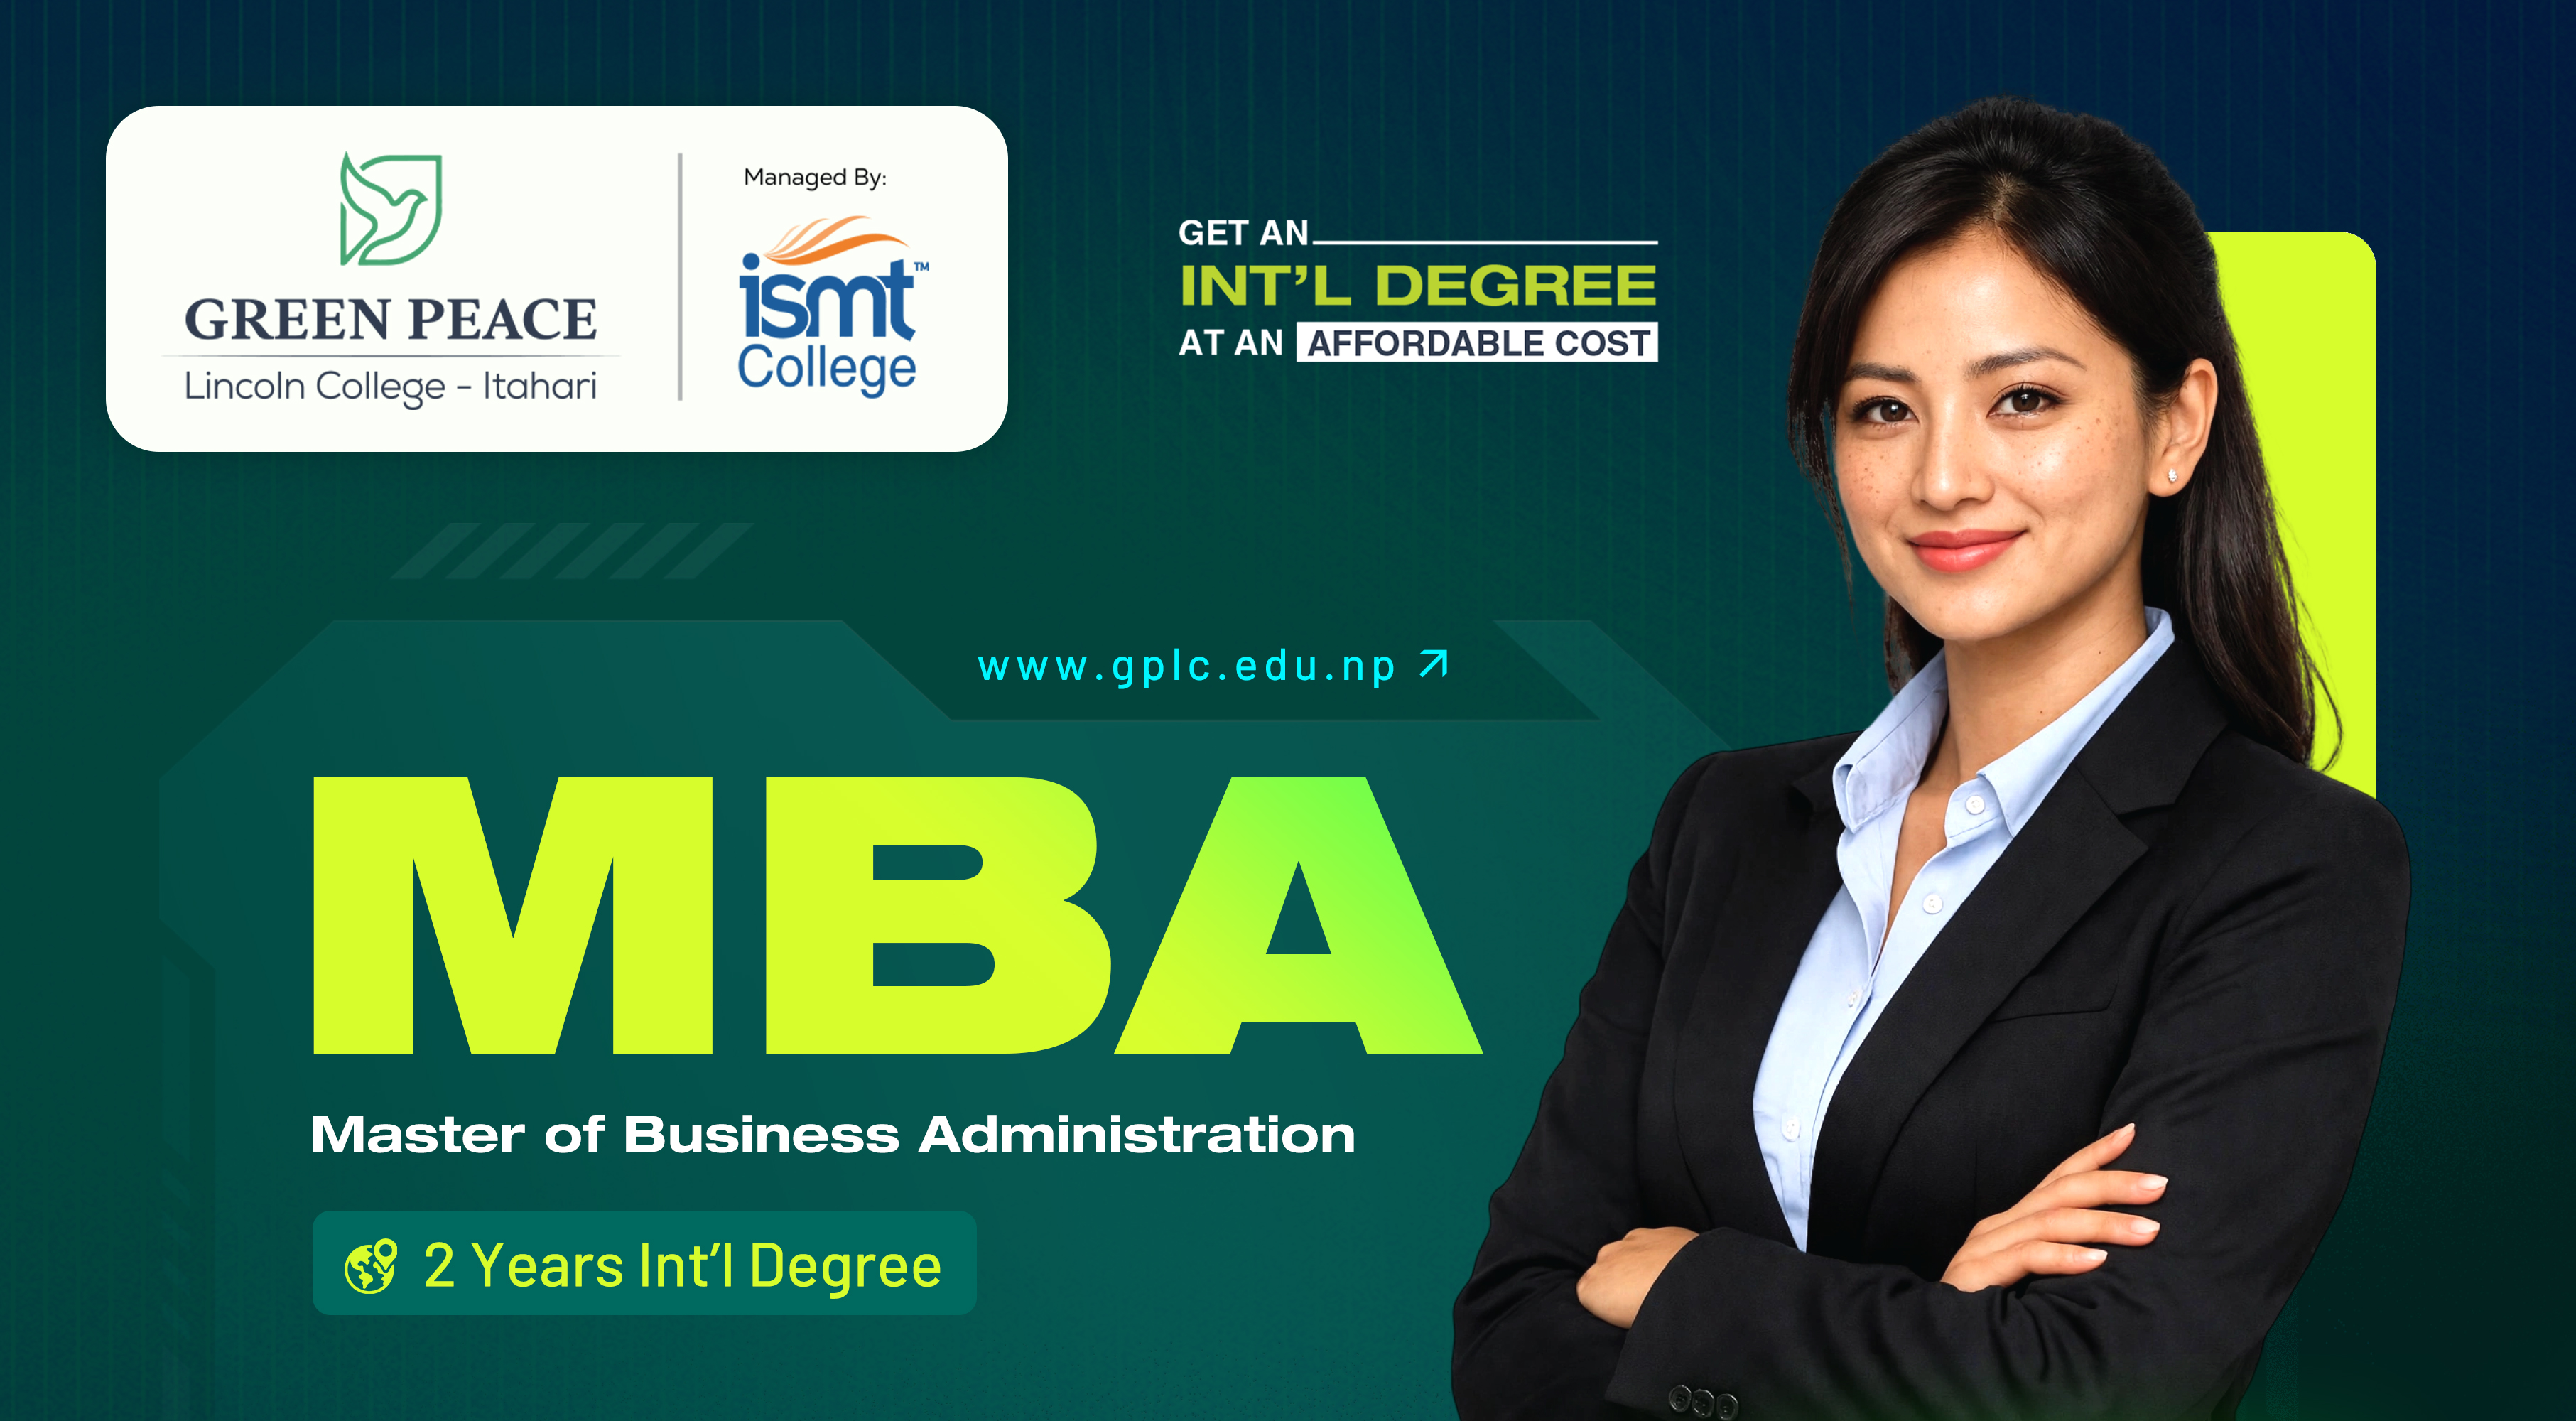 GREEN PEACE
Lincoln College - Itahari
Managed By:
ismt™
College
GET AN
INT'L DEGREE
AT AN AFFORDABLE COST
www.gplc.edu.np
MBA
Master of Business Administration
2 Years Int'l Degree